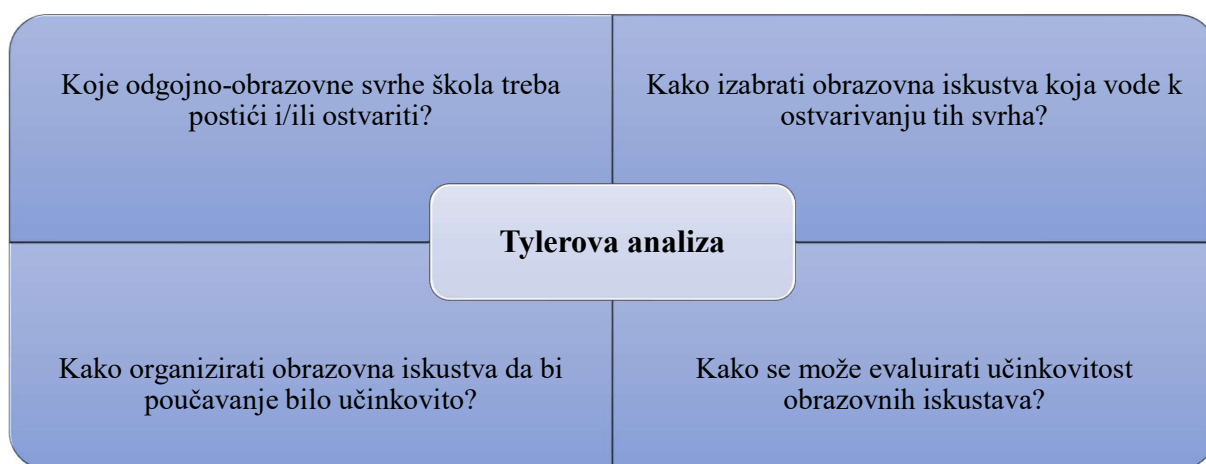 Koje odgojno-obrazovne svrhe škola treba
postići i/ili ostvariti?
Kako izabrati obrazovna iskustva koja vode k
ostvarivanju tih svrha?
Tylerova analiza
Kako organizirati obrazovna iskustva da bi
poučavanje bilo učinkovito?
Kako se može evaluirati učinkovitost
obrazovnih iskustava?